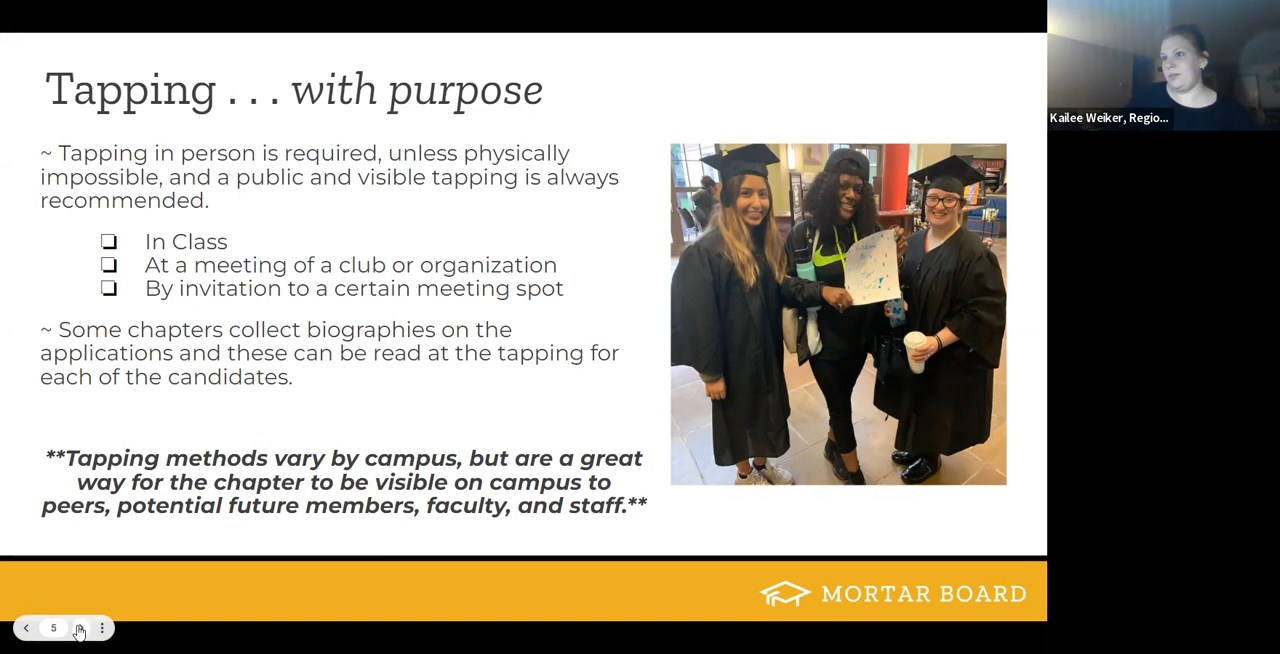 Tapping . . . with purpose
~ Tapping in person is required, unless physically
impossible, and a public and visible tapping is always
recommended.
❏ In Class
❏ At a meeting of a club or organization
❏ By invitation to a certain meeting spot
~ Some chapters collect biographies on the
applications and these can be read at the tapping for
each of the candidates.
**Tapping methods vary by campus, but are a great
way for the chapter to be visible on campus to
peers, potential future members, faculty, and staff.**
MORTAR BOARD
5
Kailee Weiker, Regio...